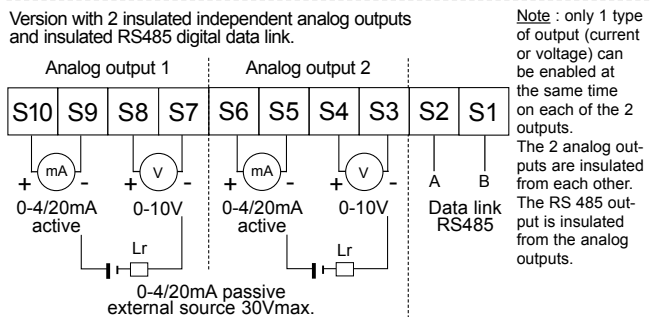 Version with 2 insulated independent analog outputs
and insulated RS485 digital data link.
Analog output 1
Analog output 2
S10 S9 S8 S7 S6 S5 S4 S3 S2 S1
mA V mA V
+ - + - + - + - A B
0-4/20mA 0-10V 0-4/20mA 0-10V Data link
active active RS485
Lr Lr
0-4/20mA passive
external source 30Vmax.
Note : only 1 type
of output (current
or voltage) can
be enabled at
the same time
on each of the 2
outputs.
The 2 analog out-
puts are insulated
from each other.
The RS 485 out-
put is insulated
from the analog
outputs.